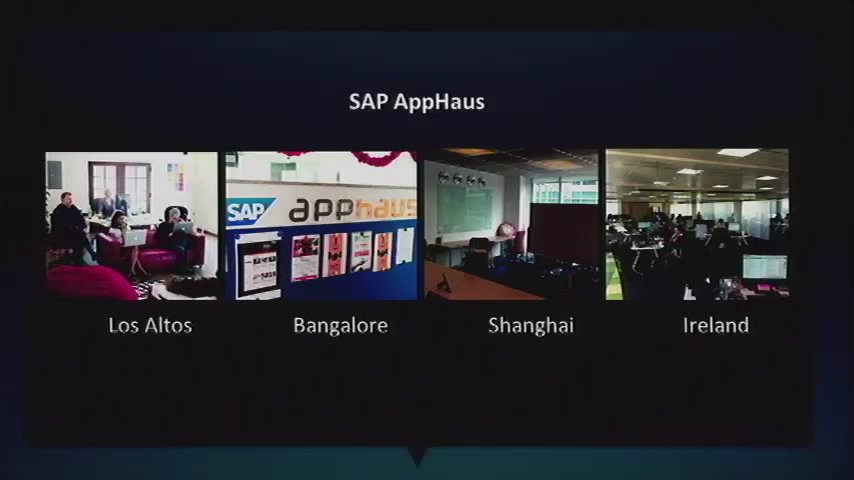 SAP AppHaus
SAP apphaus
Los Altos
Bangalore
Shanghai
Ireland